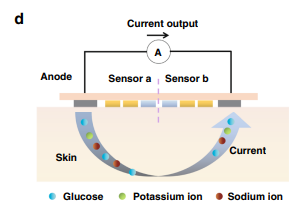 d
Current output
A
Anode
Sensor a
Sensor b
Skin
Current
Glucose
Potassium ion
Sodium ion